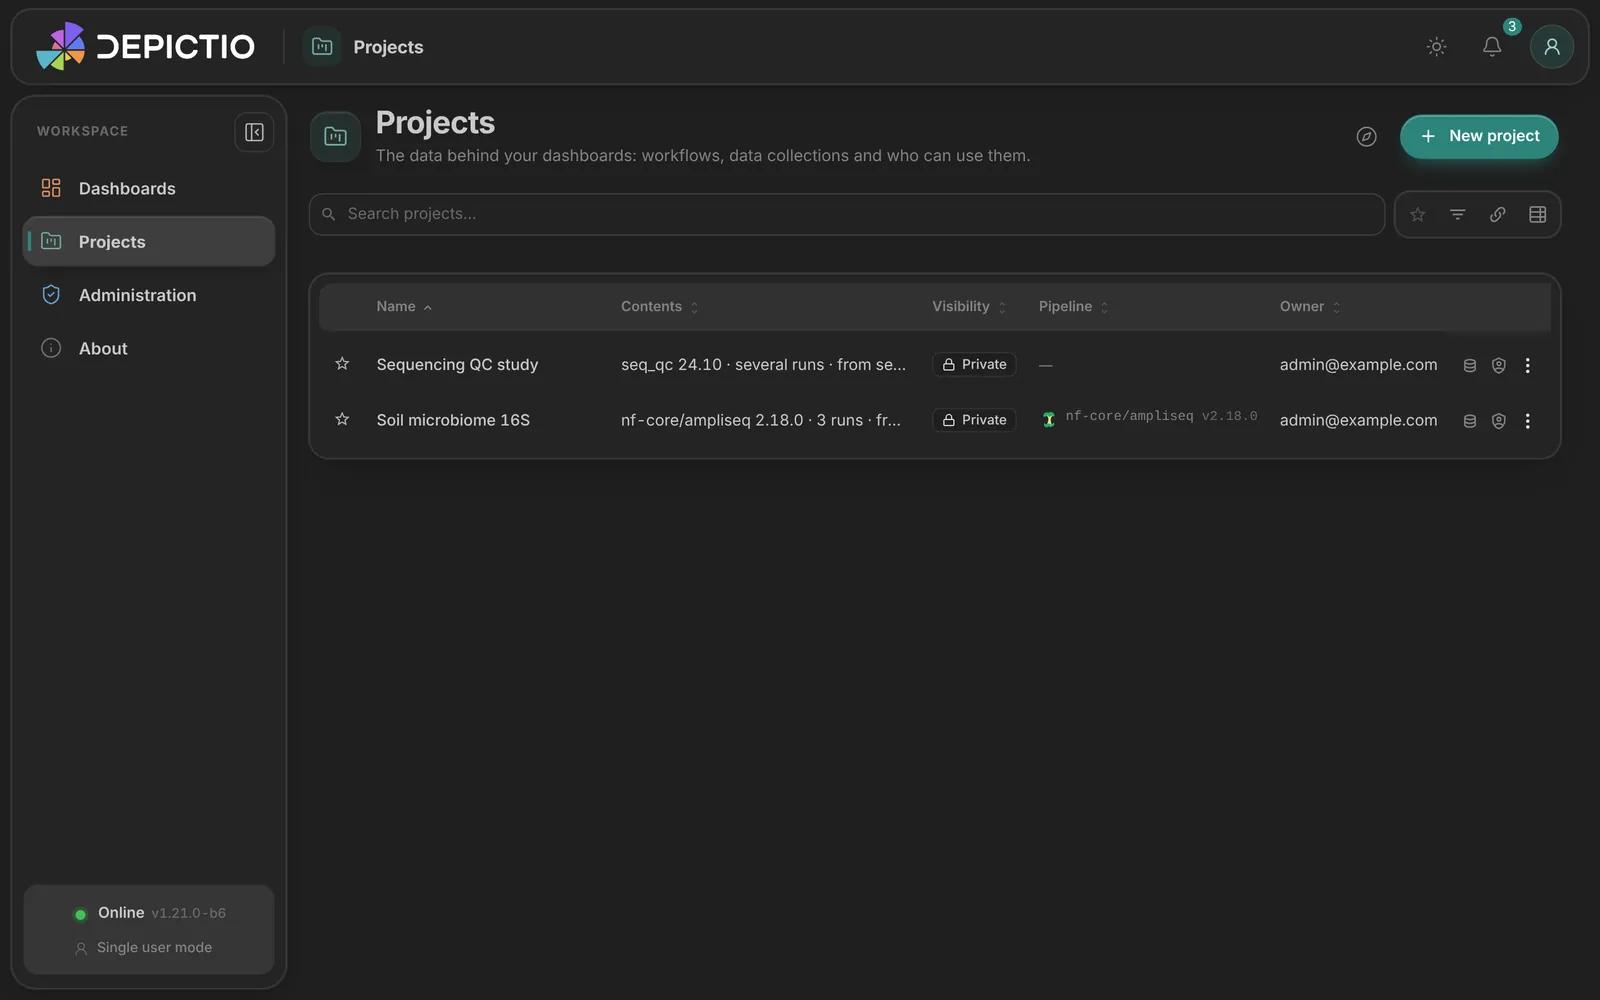 DEPICTIO
Projects
3
WORKSPACE
Dashboards
Projects
Administration
About
Online v1.21.0-b6
Single user mode
Projects
The data behind your dashboards: workflows, data collections and who can use them.
New project
Search projects...
Name Contents Visibility Pipeline Owner
Sequencing QC study seq_qc 24.10 · several runs · from se... Private — admin@example.com
Soil microbiome 16S nf-core/ampliseq 2.18.0 · 3 runs · fr... Private nf-core/ampliseq v2.18.0 admin@example.com